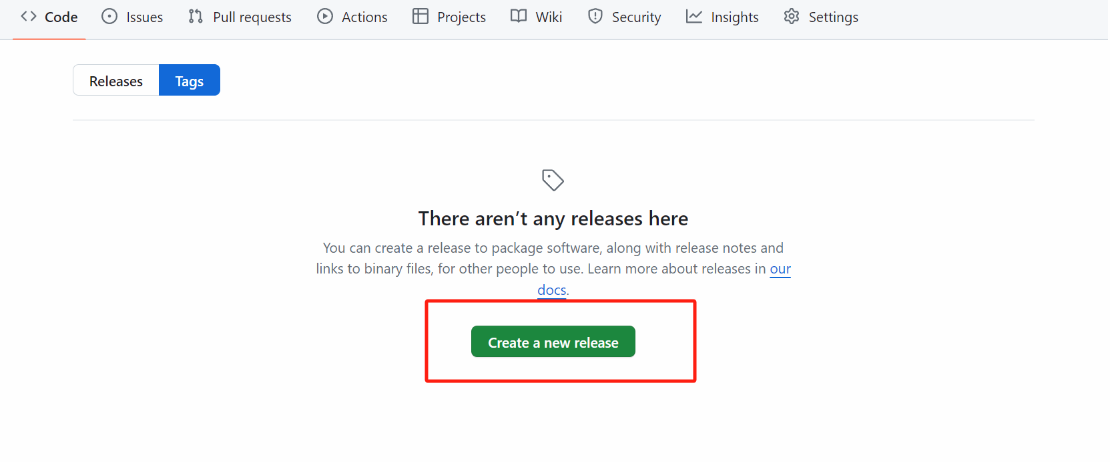 Code Issues Pull requests Actions Projects Wiki Security Insights Settings
Releases Tags
There aren’t any releases here
You can create a release to package software, along with release notes and
links to binary files, for other people to use. Learn more about releases in our
docs.
Create a new release